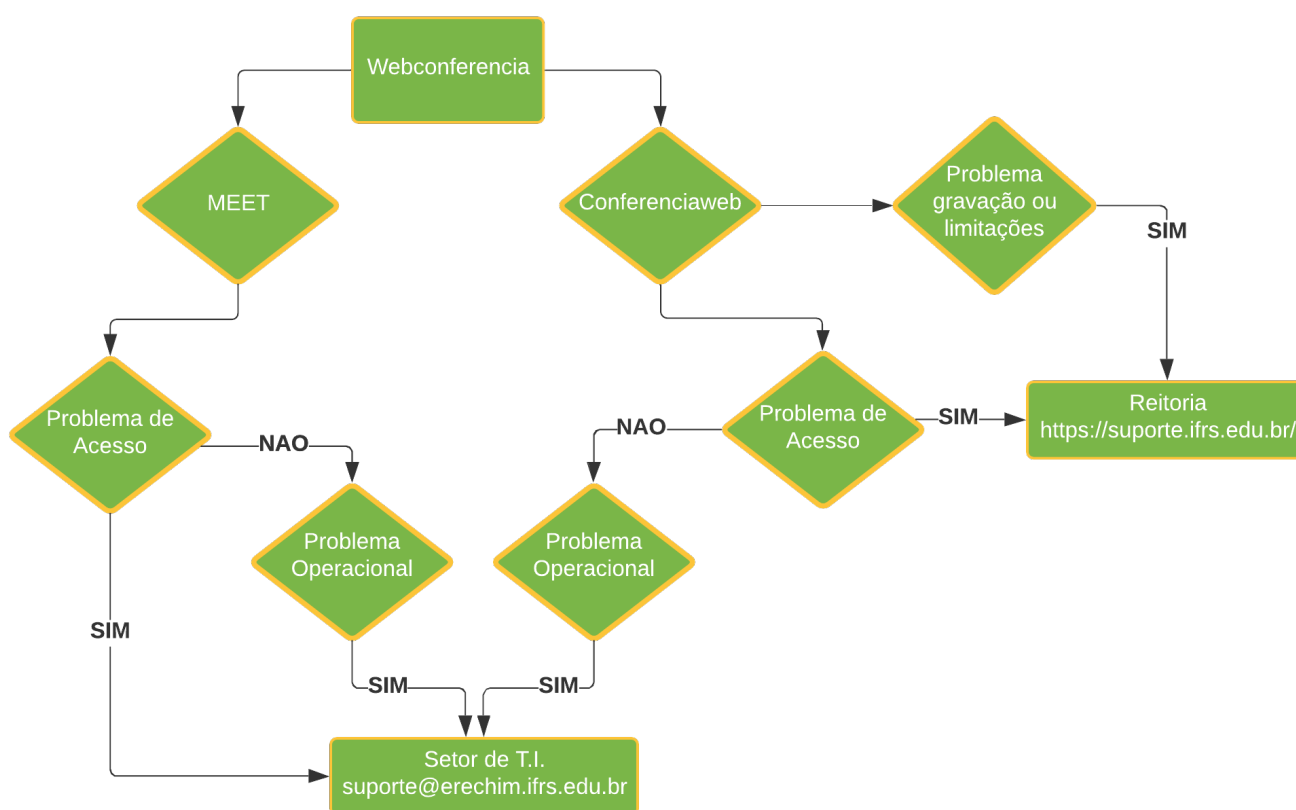 Webconferencia
MEET
Conferenciaweb
Problema
gravação ou
limitações
SIM
Problema de
Acesso
NAO
Problema
Operacional
SIM
SIM
Problema de
Acesso
NAO
SIM
Problema
Operacional
SIM
Reitoria
https://suporte.ifrs.edu.br/
Setor de T.I.
suporte@erechim.ifrs.edu.br